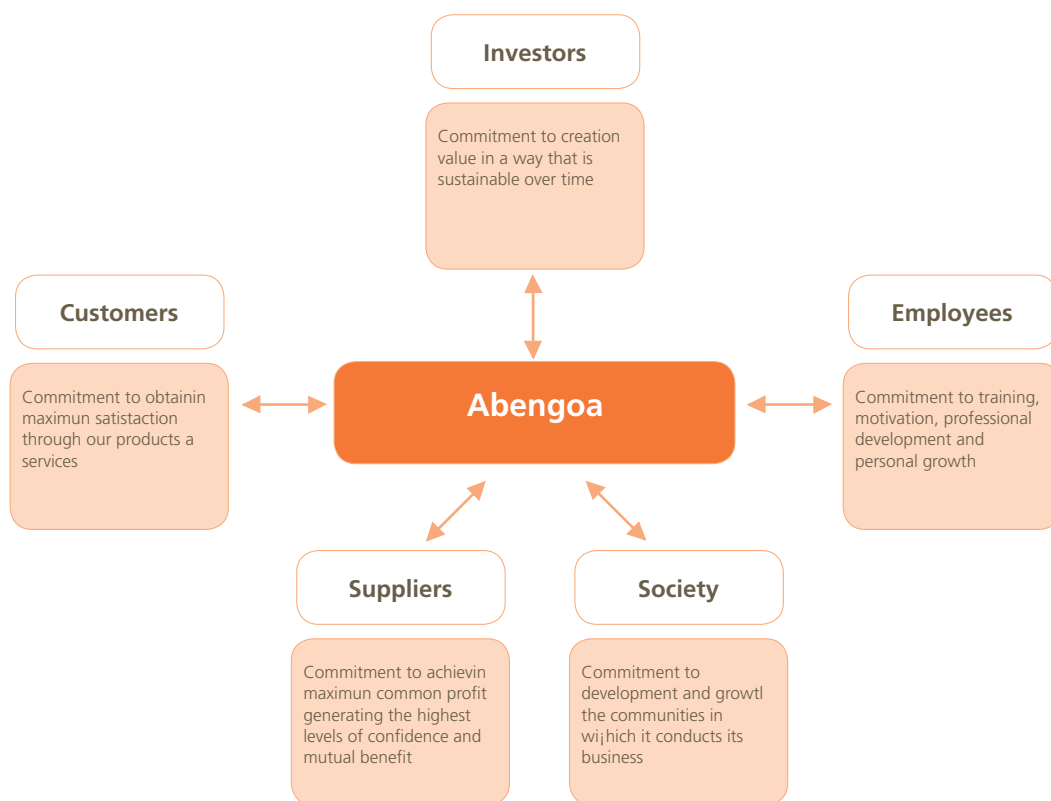 Investors
Commitment to creation
value in a way that is
sustainable over time
Customers
Commitment to obtainin
maximun satistaction
through our products a
services
Abengoa
Employees
Commitment to training,
motivation, professional
development and
personal growth
Suppliers
Commitment to achievin
maximun common profit
generating the highest
levels of confidence and
mutual benefit
Society
Commitment to
development and growtl
the communities in
wi¡hich it conducts its
business